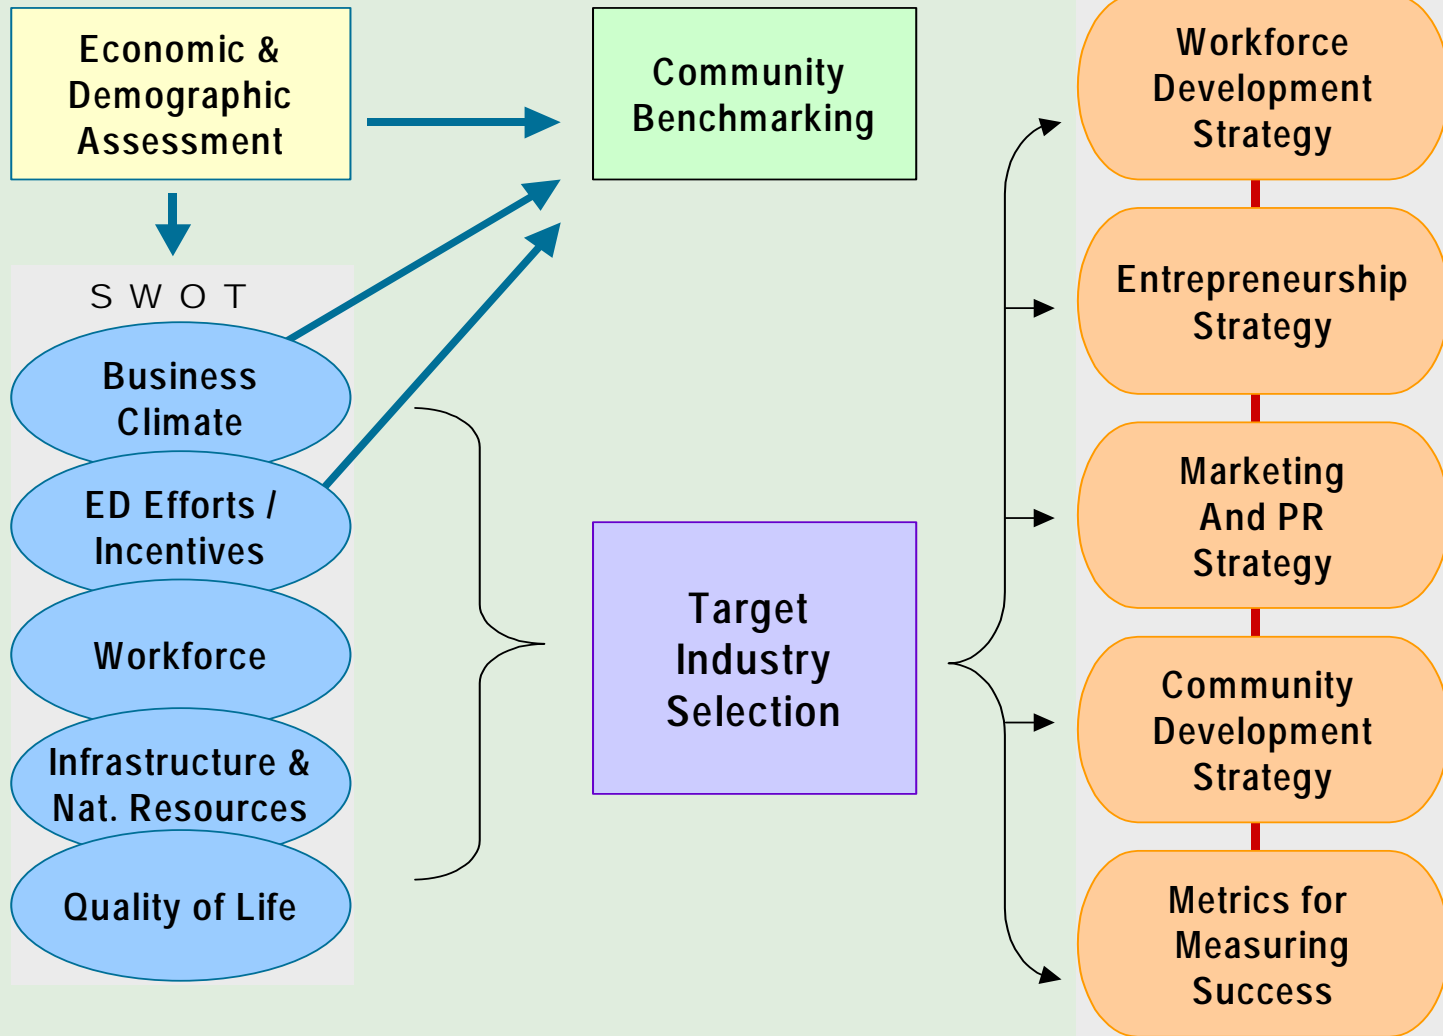 Economic &
Demographic
Assessment
Community
Benchmarking
Workforce
Development
Strategy
Entrepreneurship
Strategy
Marketing
And PR
Strategy
Community
Development
Strategy
Metrics for
Measuring
Success
S W O T
Business
Climate
ED Efforts /
Incentives
Workforce
Infrastructure &
Nat. Resources
Quality of Life
Target
Industry
Selection